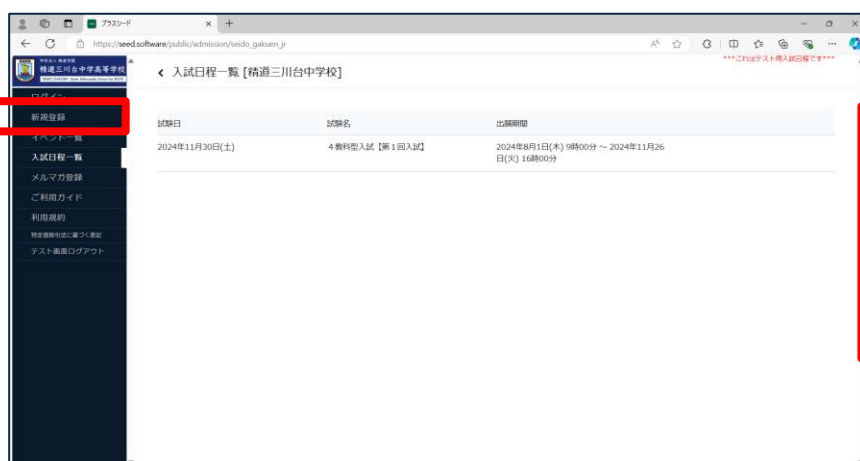 プラスシード
https://seed.software/public/admission/seido_gakuen_jr
***これはテスト用入試日程です***
学校法人 精道学園
精道三川台中学高等学校
入試日程一覧 [精道三川台中学校]
ログイン
新規登録
イベント一覧
入試日程一覧
メルマガ登録
ご利用ガイド
利用規約
特定商取引法に基づく表記
テスト画面ログアウト
試験日 試験名 出願期間
2024年11月30日(土) 4教科型入試【第1回入試】 2024年8月1日(木) 9時00分 ～ 2024年11月26
日(火) 16時00分